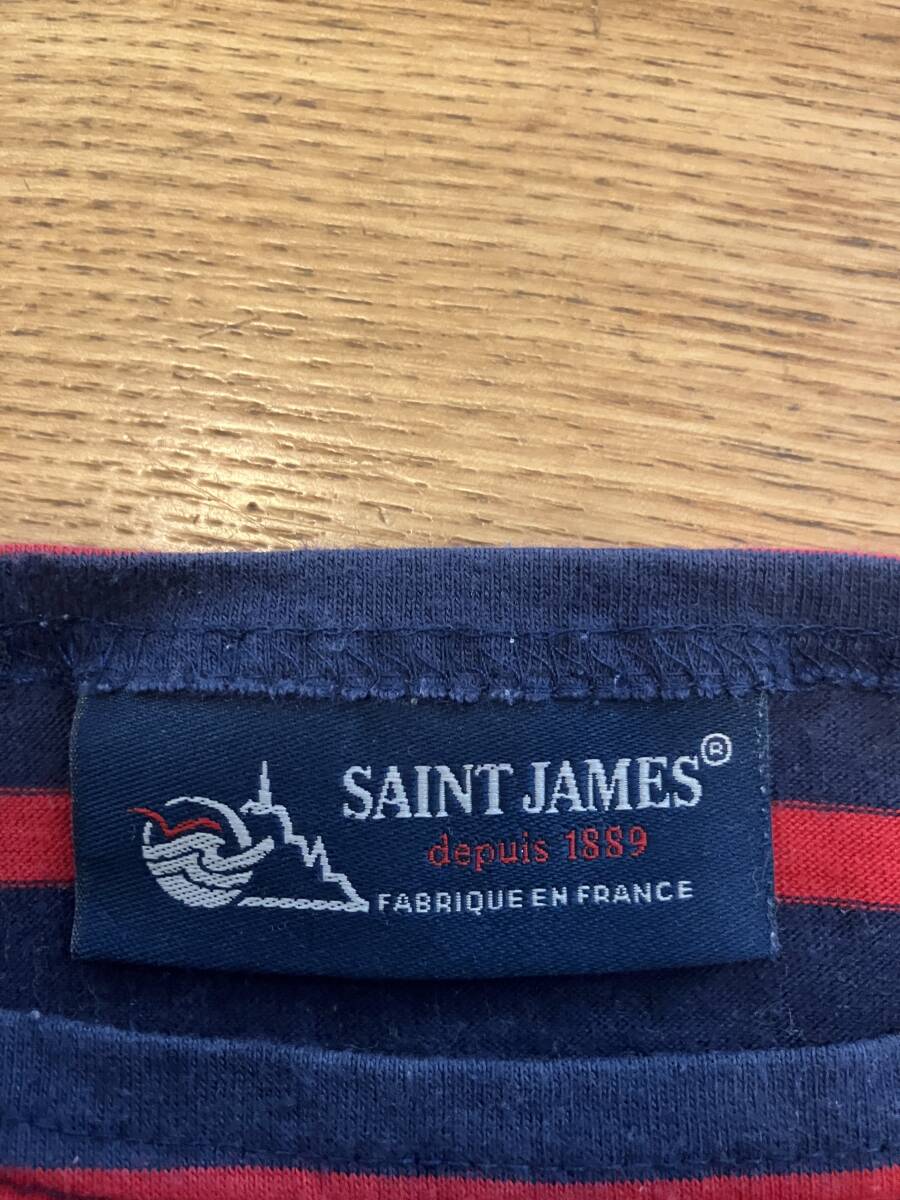 SAINT JAMES®
depuis 1889
FABRIQUE EN FRANCE